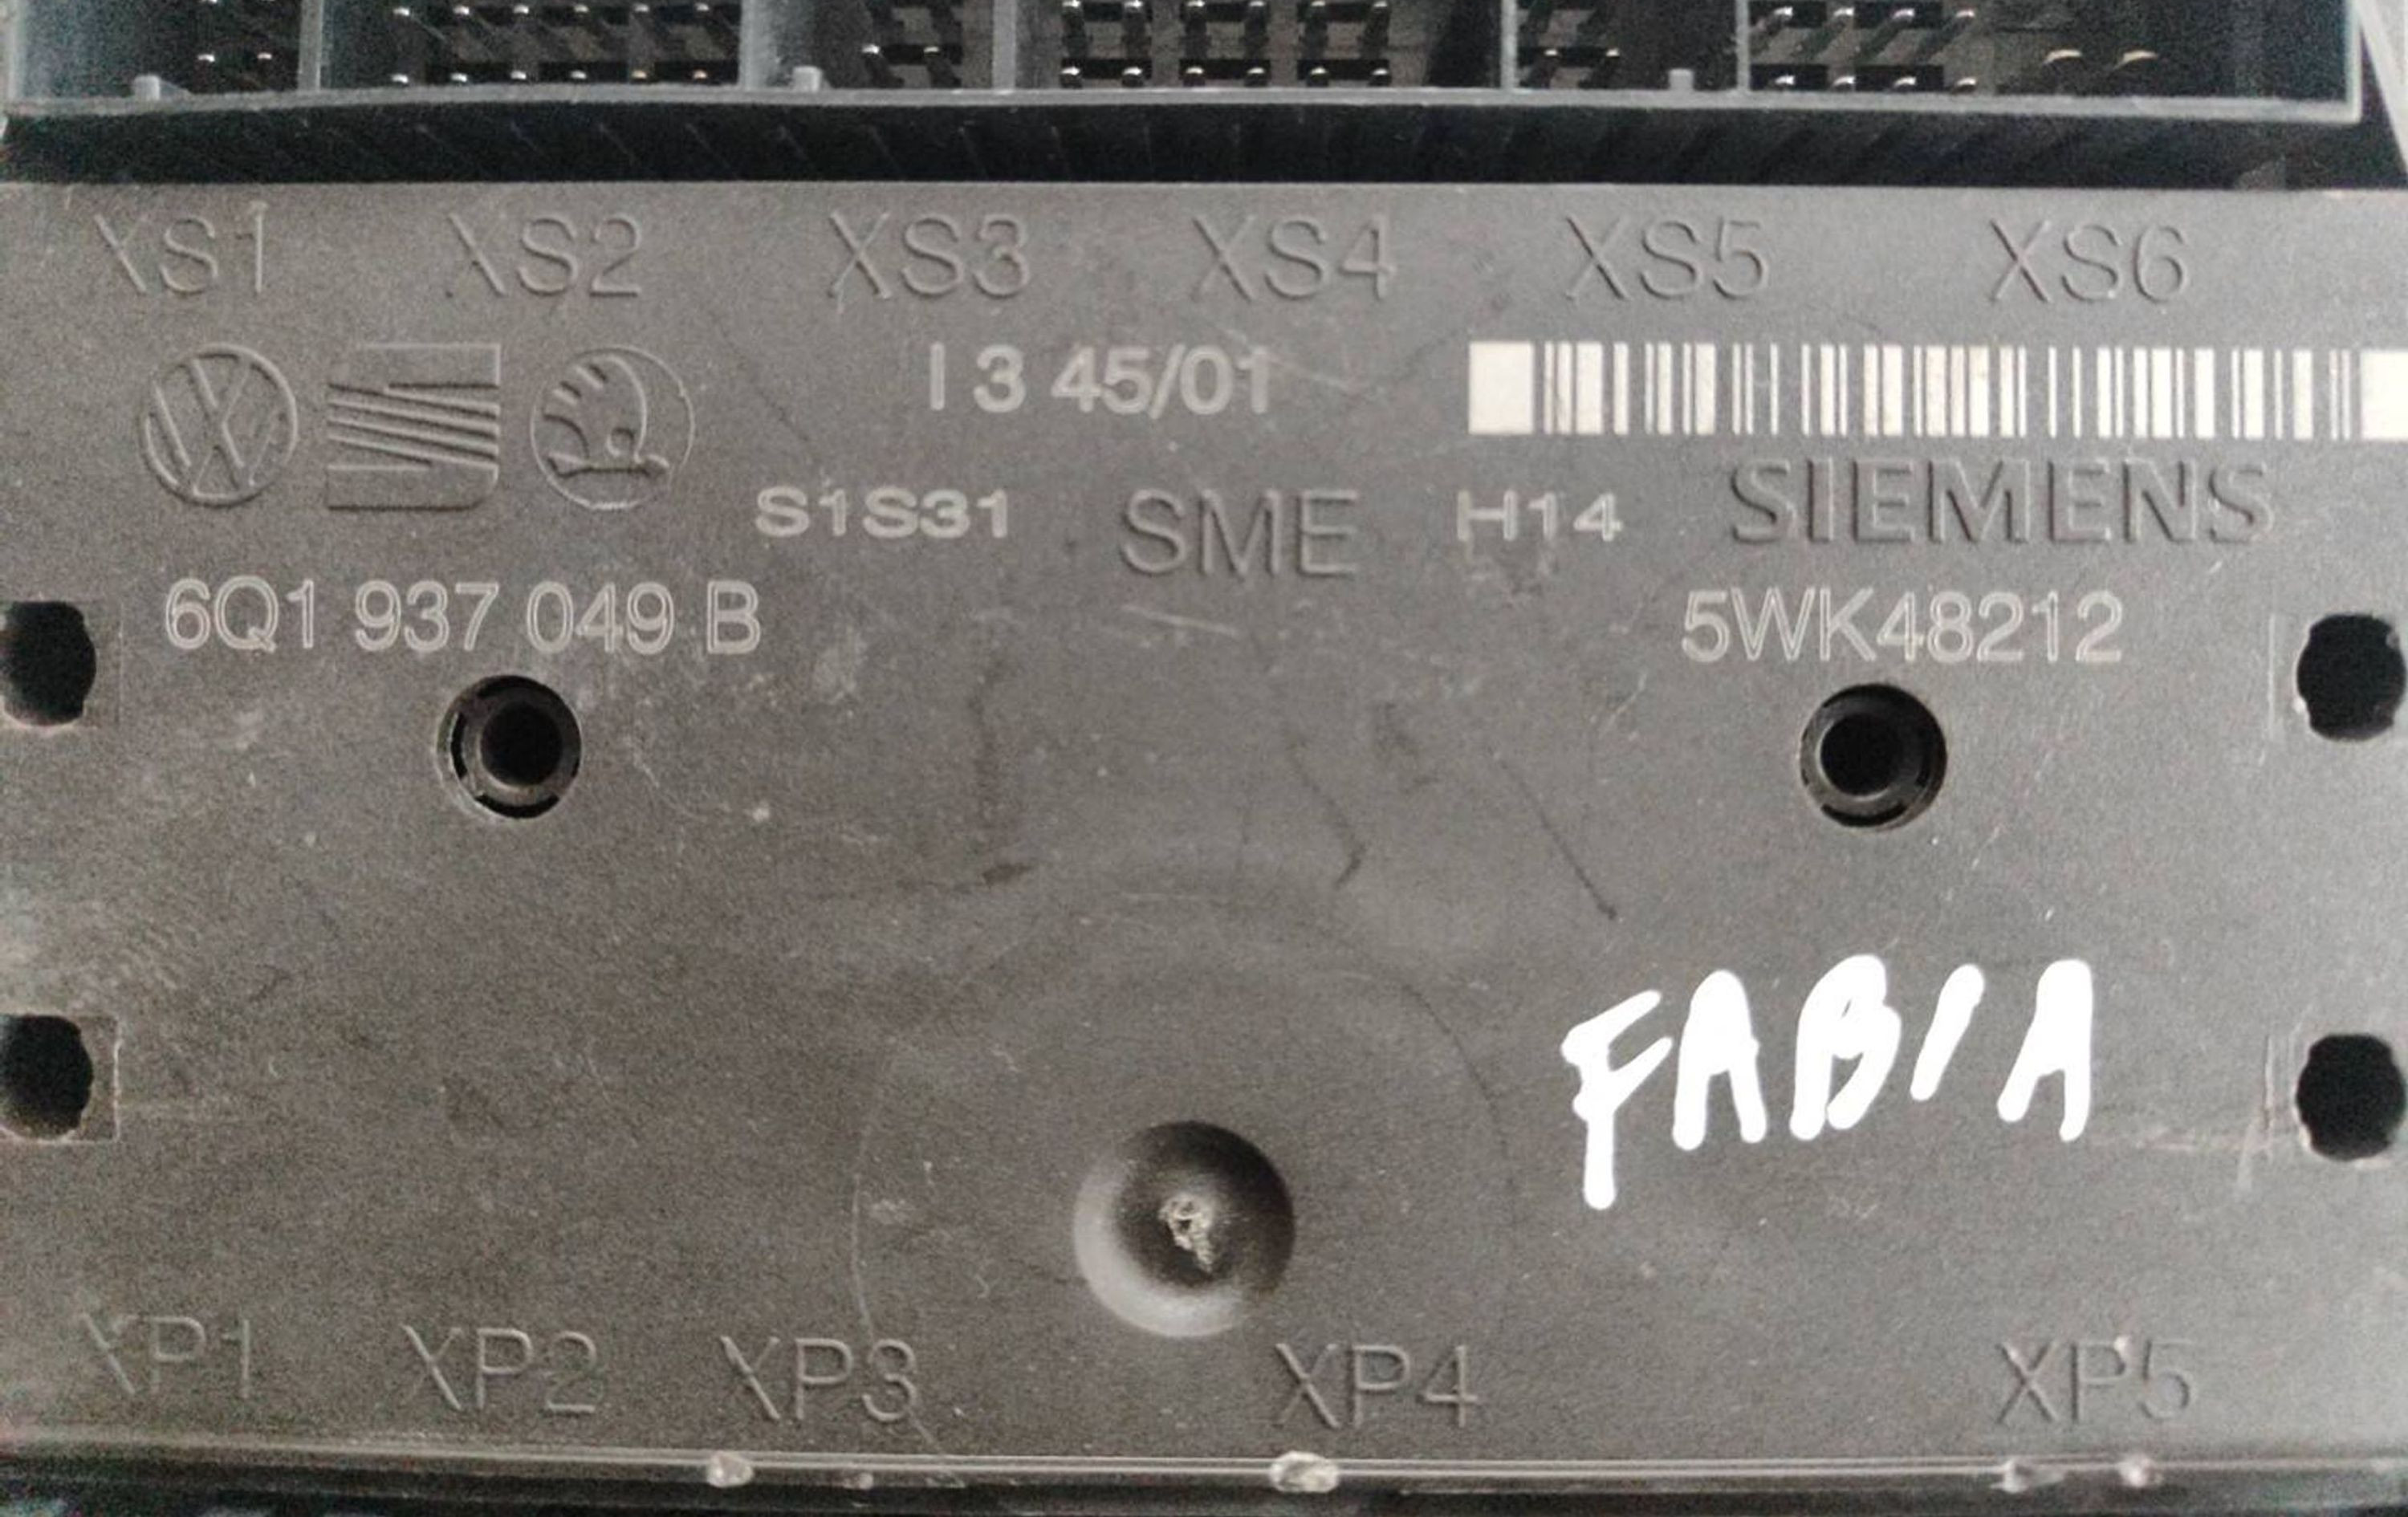 XS1 XS2 XS3 XS4 XS5 XS6
I 3 45/01
S1S31 SME H14 SIEMENS
6Q1 937 049 B 5WK48212
FABIA
XP1 XP2 XP3 XP4 XP5